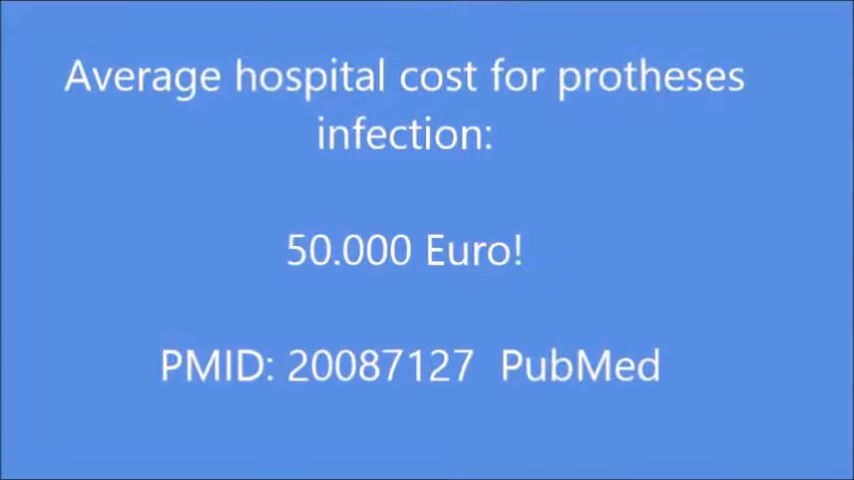 Average hospital cost for protheses
infection:
50.000 Euro!
PMID: 20087127 PubMed